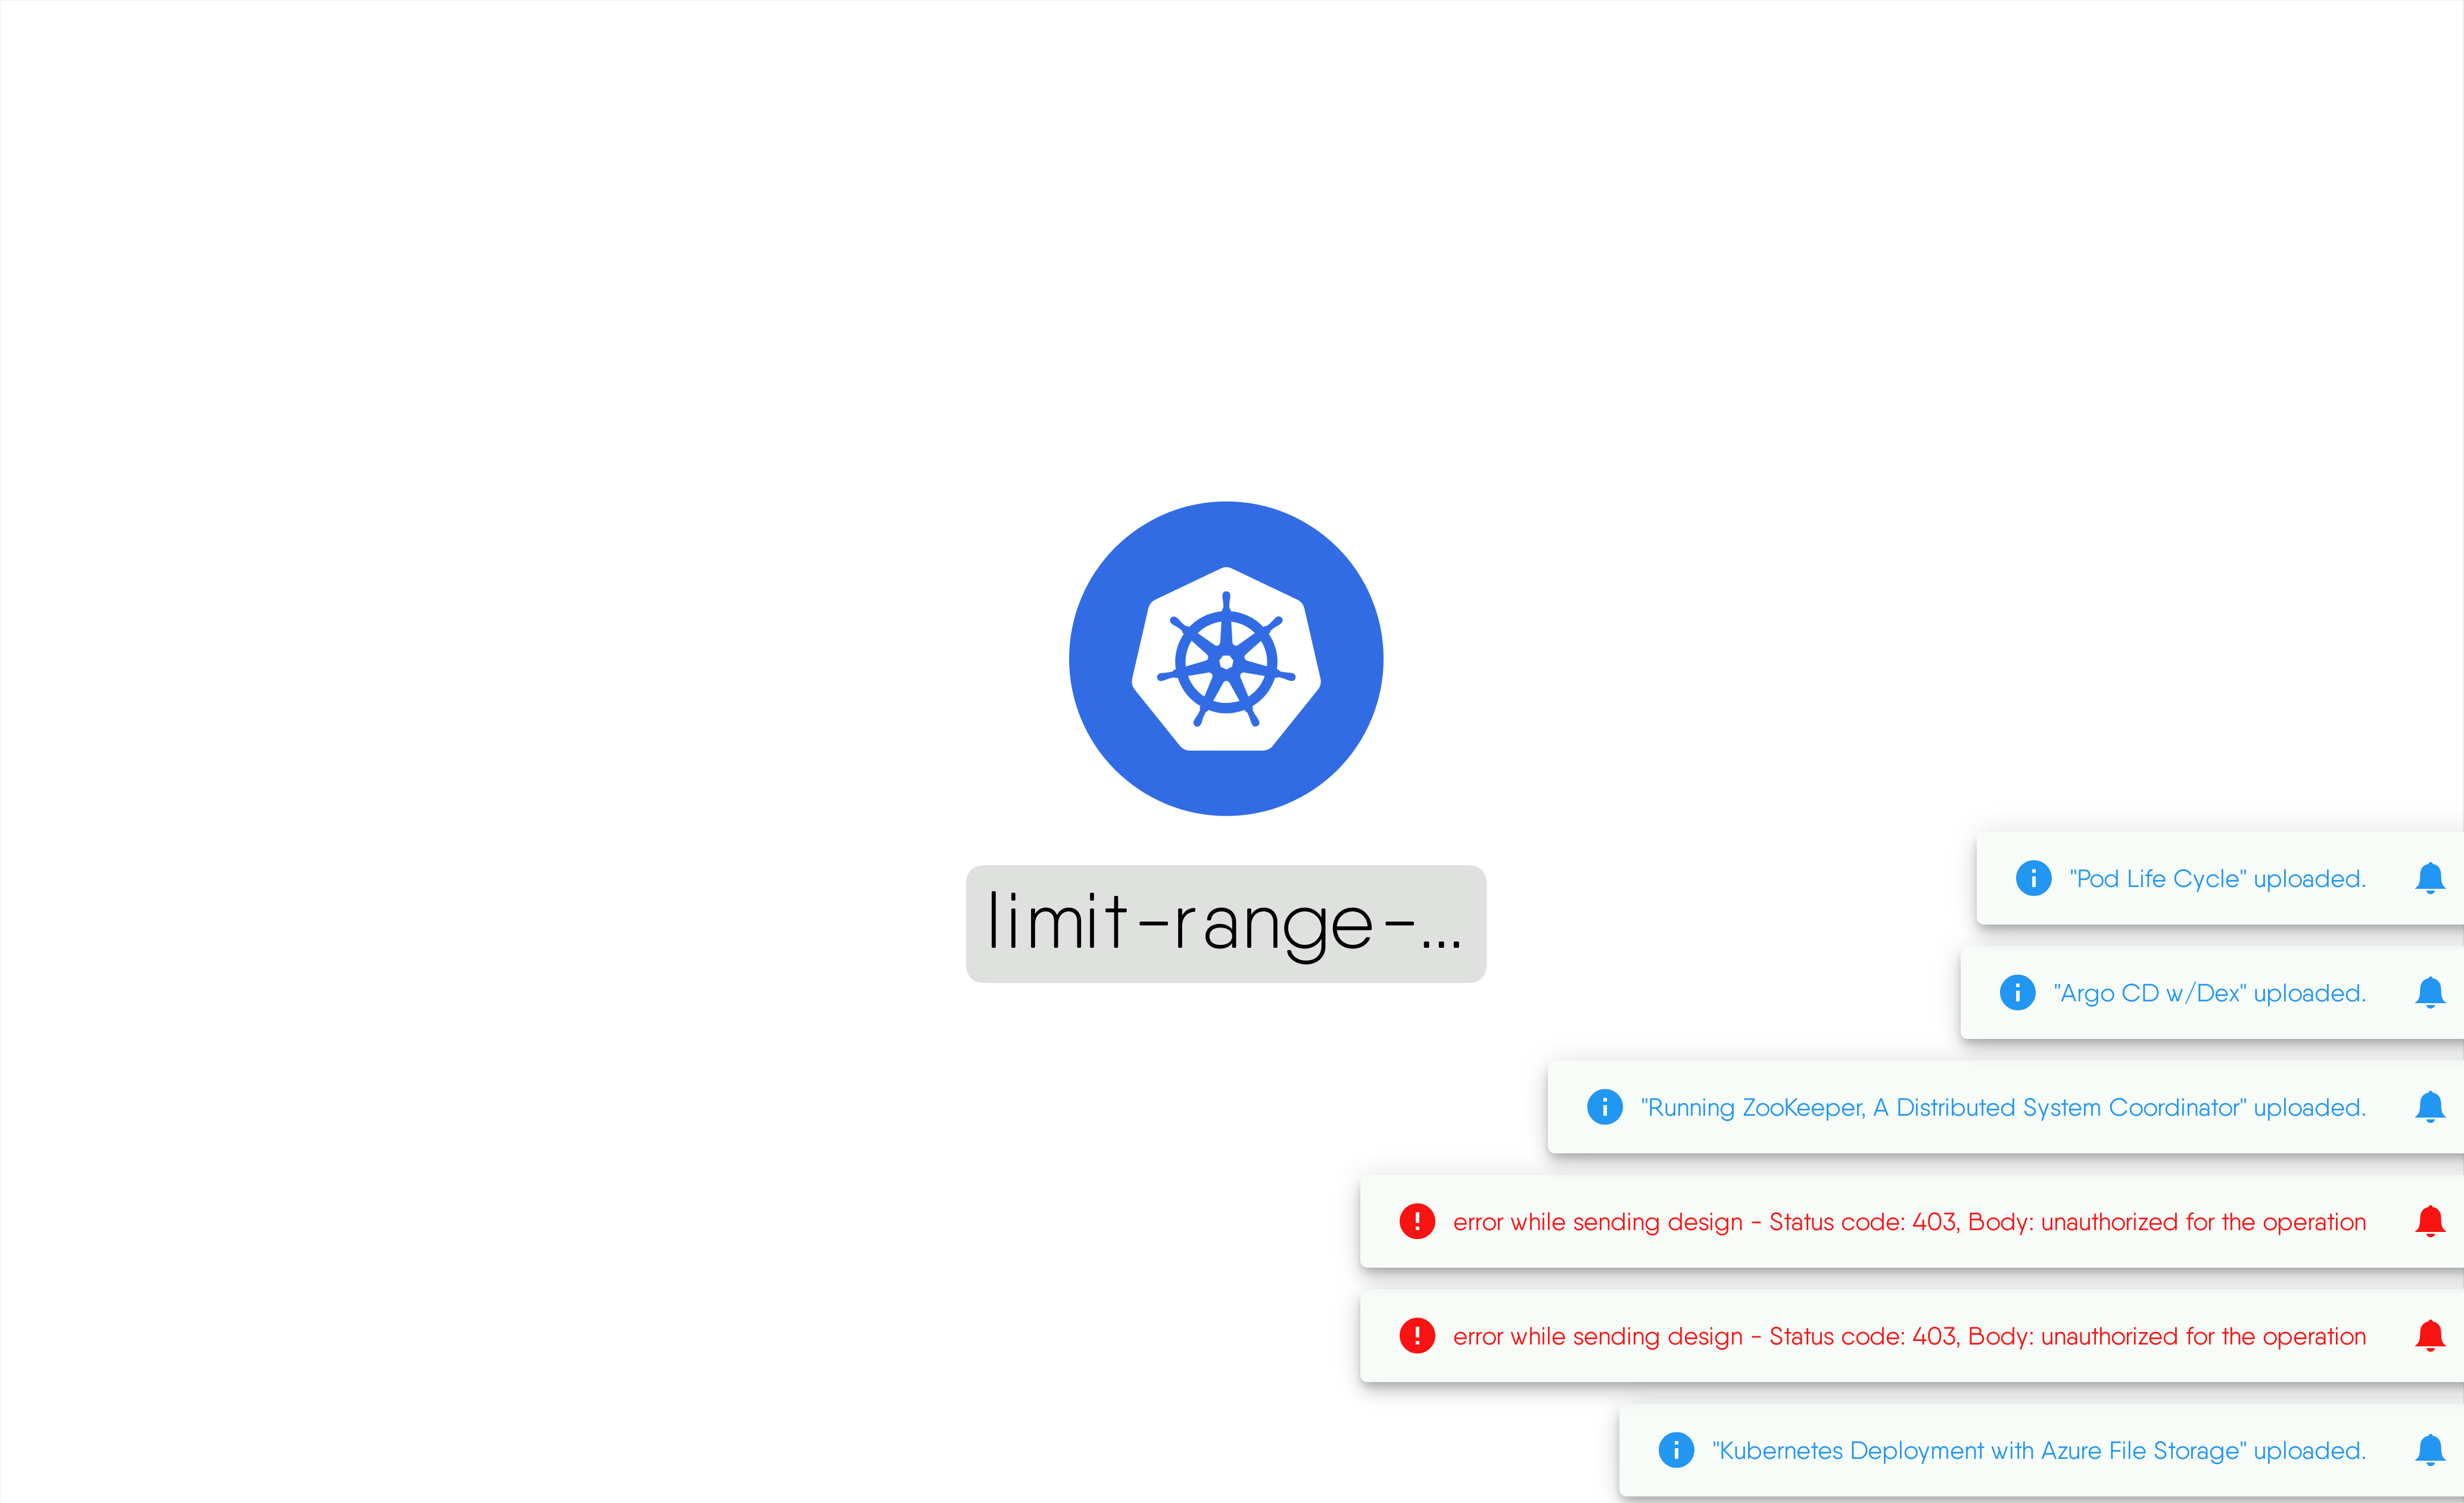 limit-range-...
"Pod Life Cycle" uploaded.
"Argo CD w/Dex" uploaded.
"Running ZooKeeper, A Distributed System Coordinator" uploaded.
error while sending design - Status code: 403, Body: unauthorized for the operation
error while sending design - Status code: 403, Body: unauthorized for the operation
"Kubernetes Deployment with Azure File Storage" uploaded.